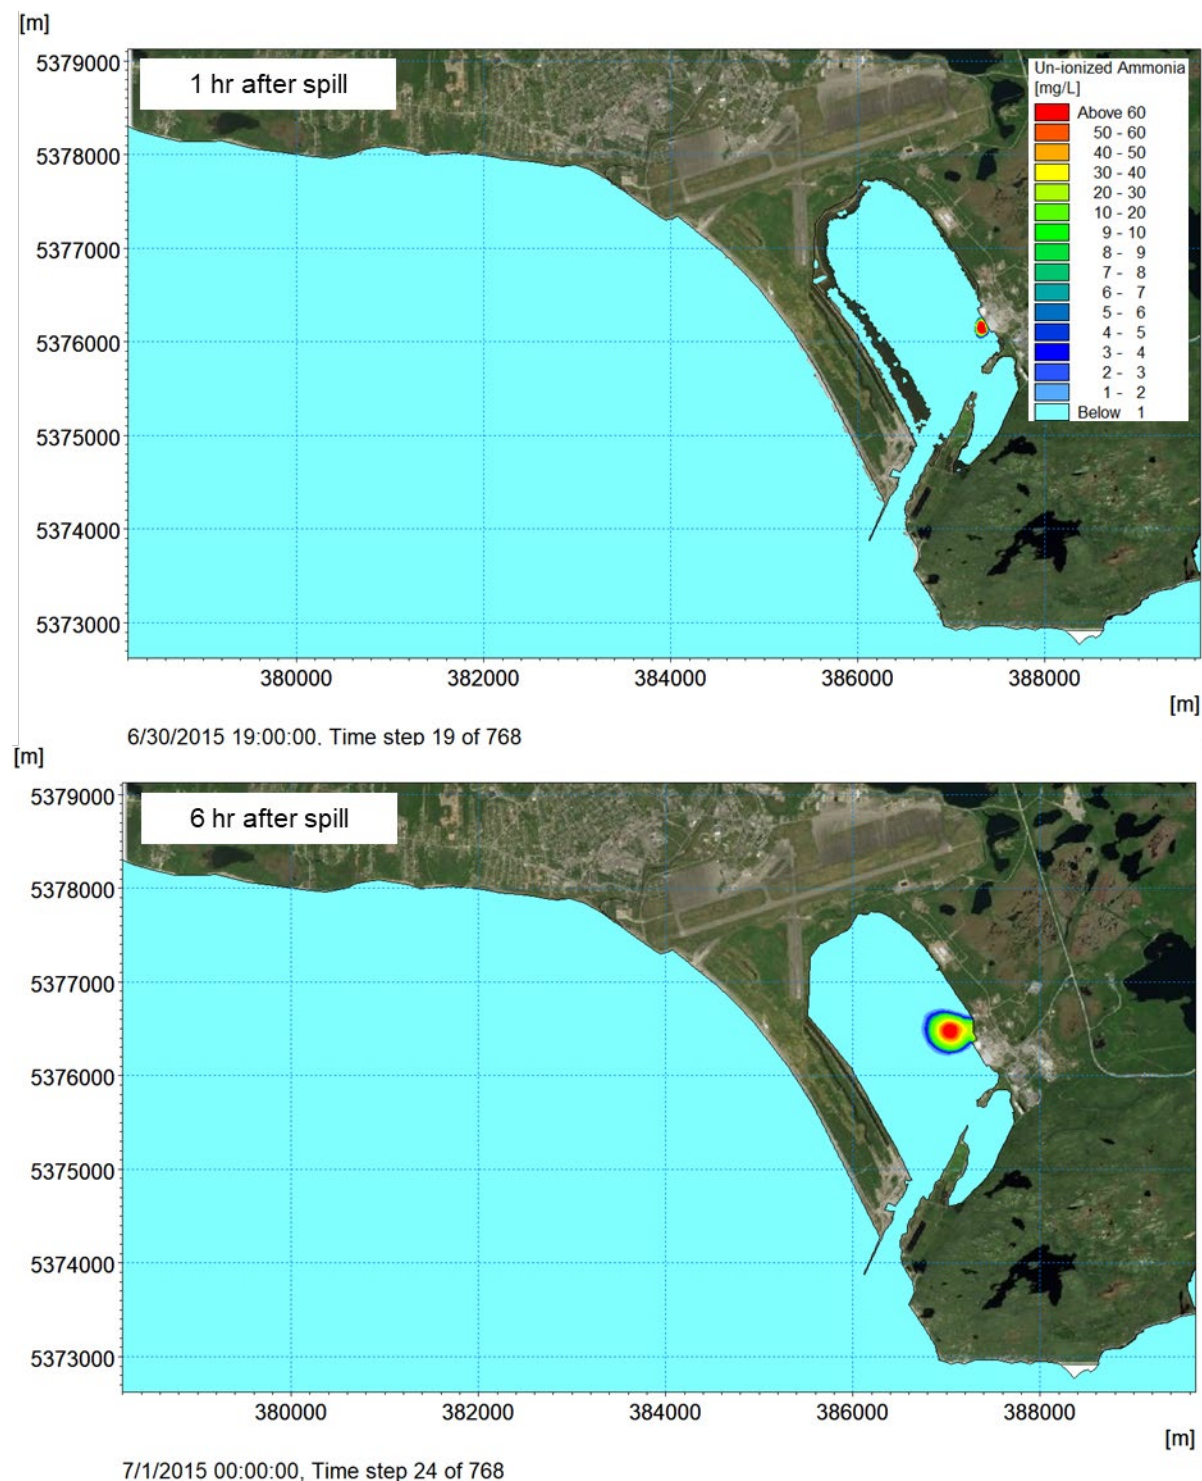 [m]
5379000
1 hr after spill
5378000
5377000
5376000
5375000
5374000
5373000
Un-ionized Ammonia
[mg/L]
Above 60
50 - 60
40 - 50
30 - 40
20 - 30
10 - 20
9 - 10
8 - 9
7 - 8
6 - 7
5 - 6
4 - 5
3 - 4
2 - 3
1 - 2
Below 1
380000 382000 384000 386000 388000
[m]
6/30/2015 19:00:00, Time step 19 of 768
[m]
5379000
6 hr after spill
5378000
5377000
5376000
5375000
5374000
5373000
380000 382000 384000 386000 388000
[m]
7/1/2015 00:00:00, Time step 24 of 768